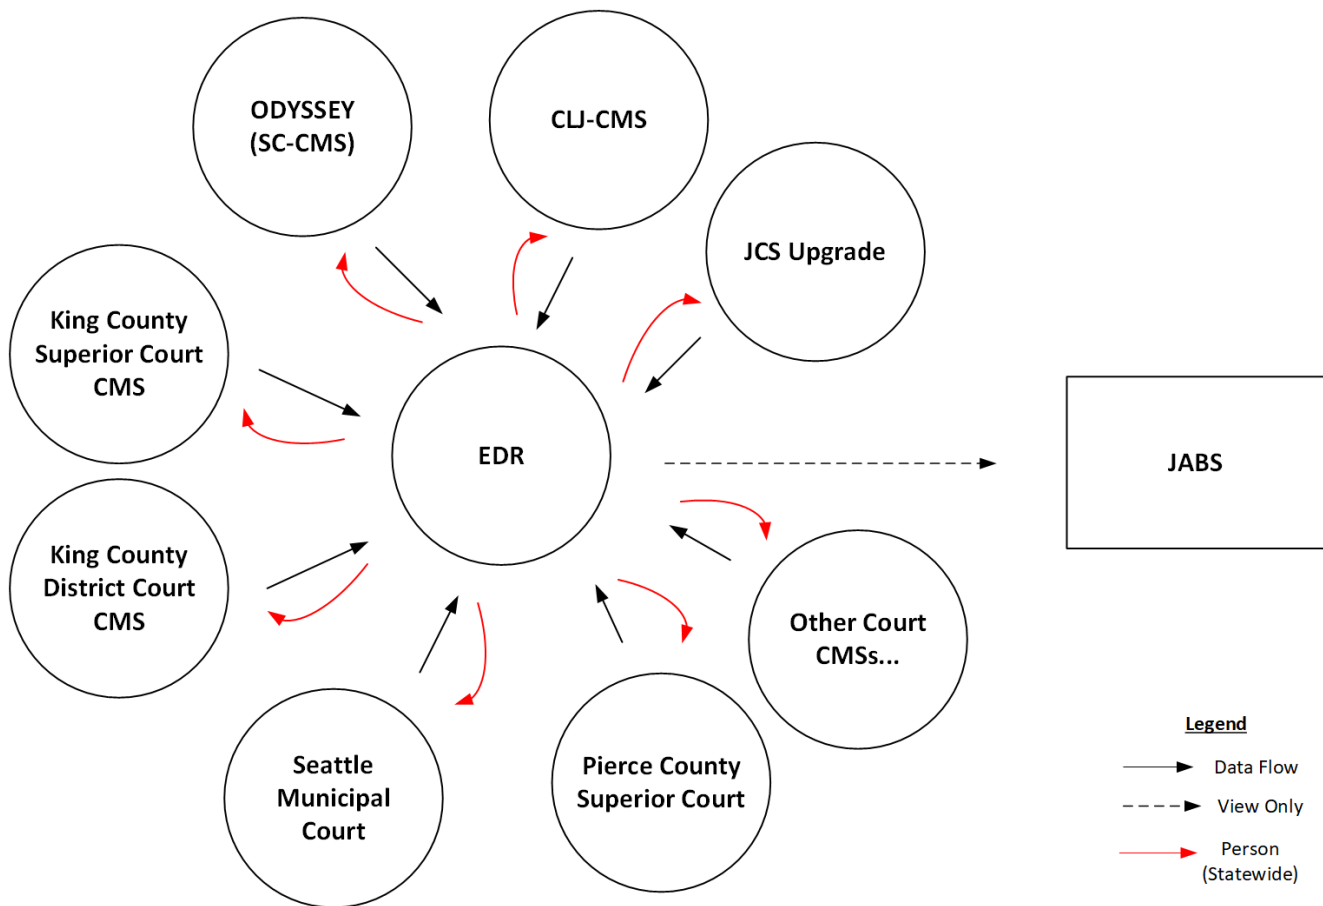 ODYSSEY
(SC-CMS)
CLJ-CMS
JCS Upgrade
King County
Superior Court
CMS
EDR
JABS
King County
District Court
CMS
Other Court
CMSs...
Seattle
Municipal
Court
Pierce County
Superior Court
Legend
Data Flow
View Only
Person
(Statewide)